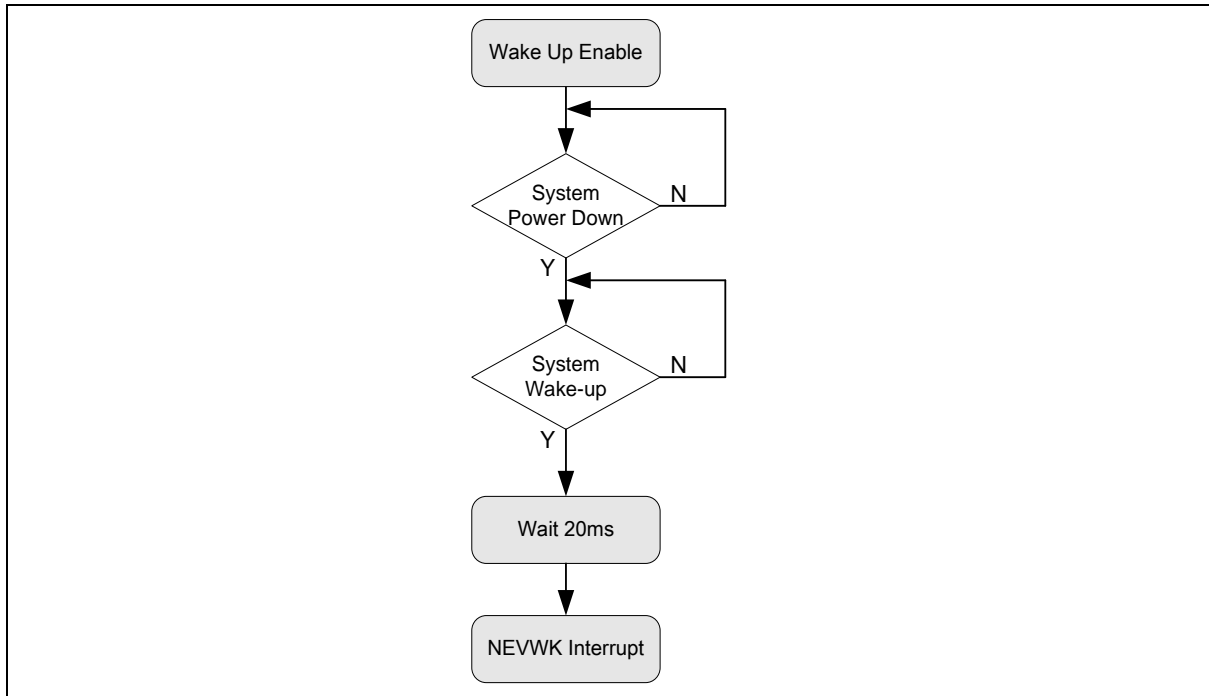 Wake Up Enable
System
Power Down
N
Y
System
Wake-up
N
Y
Wait 20ms
NEVWK Interrupt